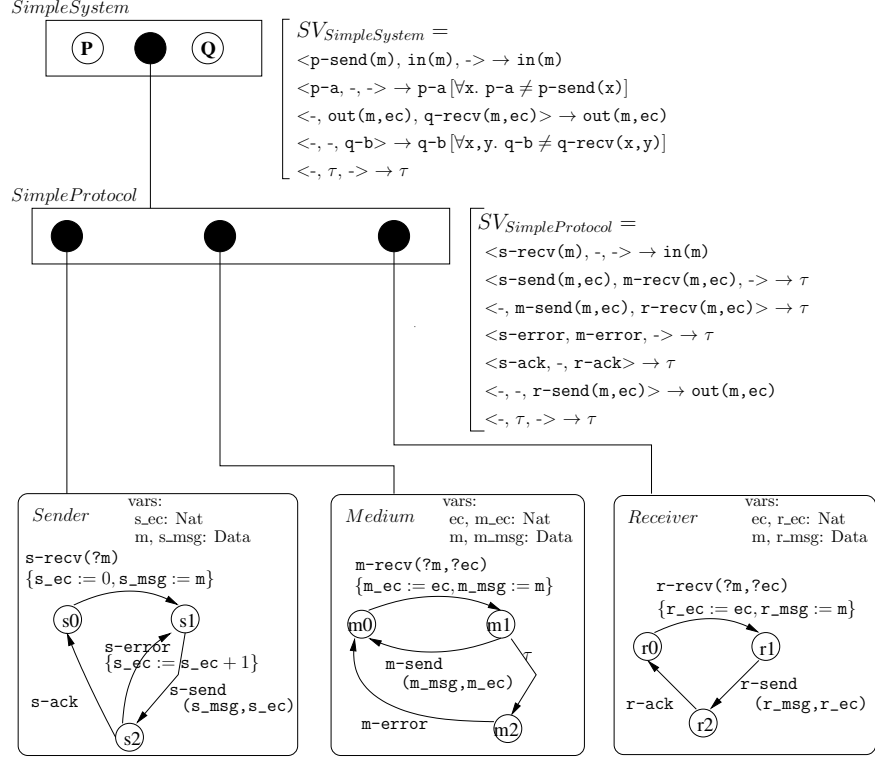 SimpleSystem
P
Q
SV_SimpleSystem =
<p-send(m), in(m), -> → in(m)
<p-a, -, -> → p-a [∀x. p-a ≠ p-send(x)]
<-, out(m,ec), q-recv(m,ec)> → out(m,ec)
<-, -, q-b> → q-b [∀x,y. q-b ≠ q-recv(x,y)]
<-, τ, -> → τ
SimpleProtocol
SV_SimpleProtocol =
<s-recv(m), -, -> → in(m)
<s-send(m,ec), m-recv(m,ec), -> → τ
<-, m-send(m,ec), r-recv(m,ec)> → τ
<s-error, m-error, -> → τ
<s-ack, -, r-ack> → τ
<-, -, r-send(m,ec)> → out(m,ec)
<-, τ, -> → τ
Sender
vars:
s_ec: Nat
m, s_msg: Data
s-recv(?m)
{s_ec := 0, s_msg := m}
s0
s1
s-error
{s_ec := s_ec + 1}
s-send
(s_msg,s_ec)
s-ack
s2
Medium
vars:
ec, m_ec: Nat
m, m_msg: Data
m-recv(?m,?ec)
{m_ec := ec, m_msg := m}
m0
m1
m-send
(m_msg,m_ec)
τ
m-error
m2
Receiver
vars:
ec, r_ec: Nat
m, r_msg: Data
r-recv(?m,?ec)
{r_ec := ec, r_msg := m}
r0
r1
r-send
(r_msg,r_ec)
r-ack
r2